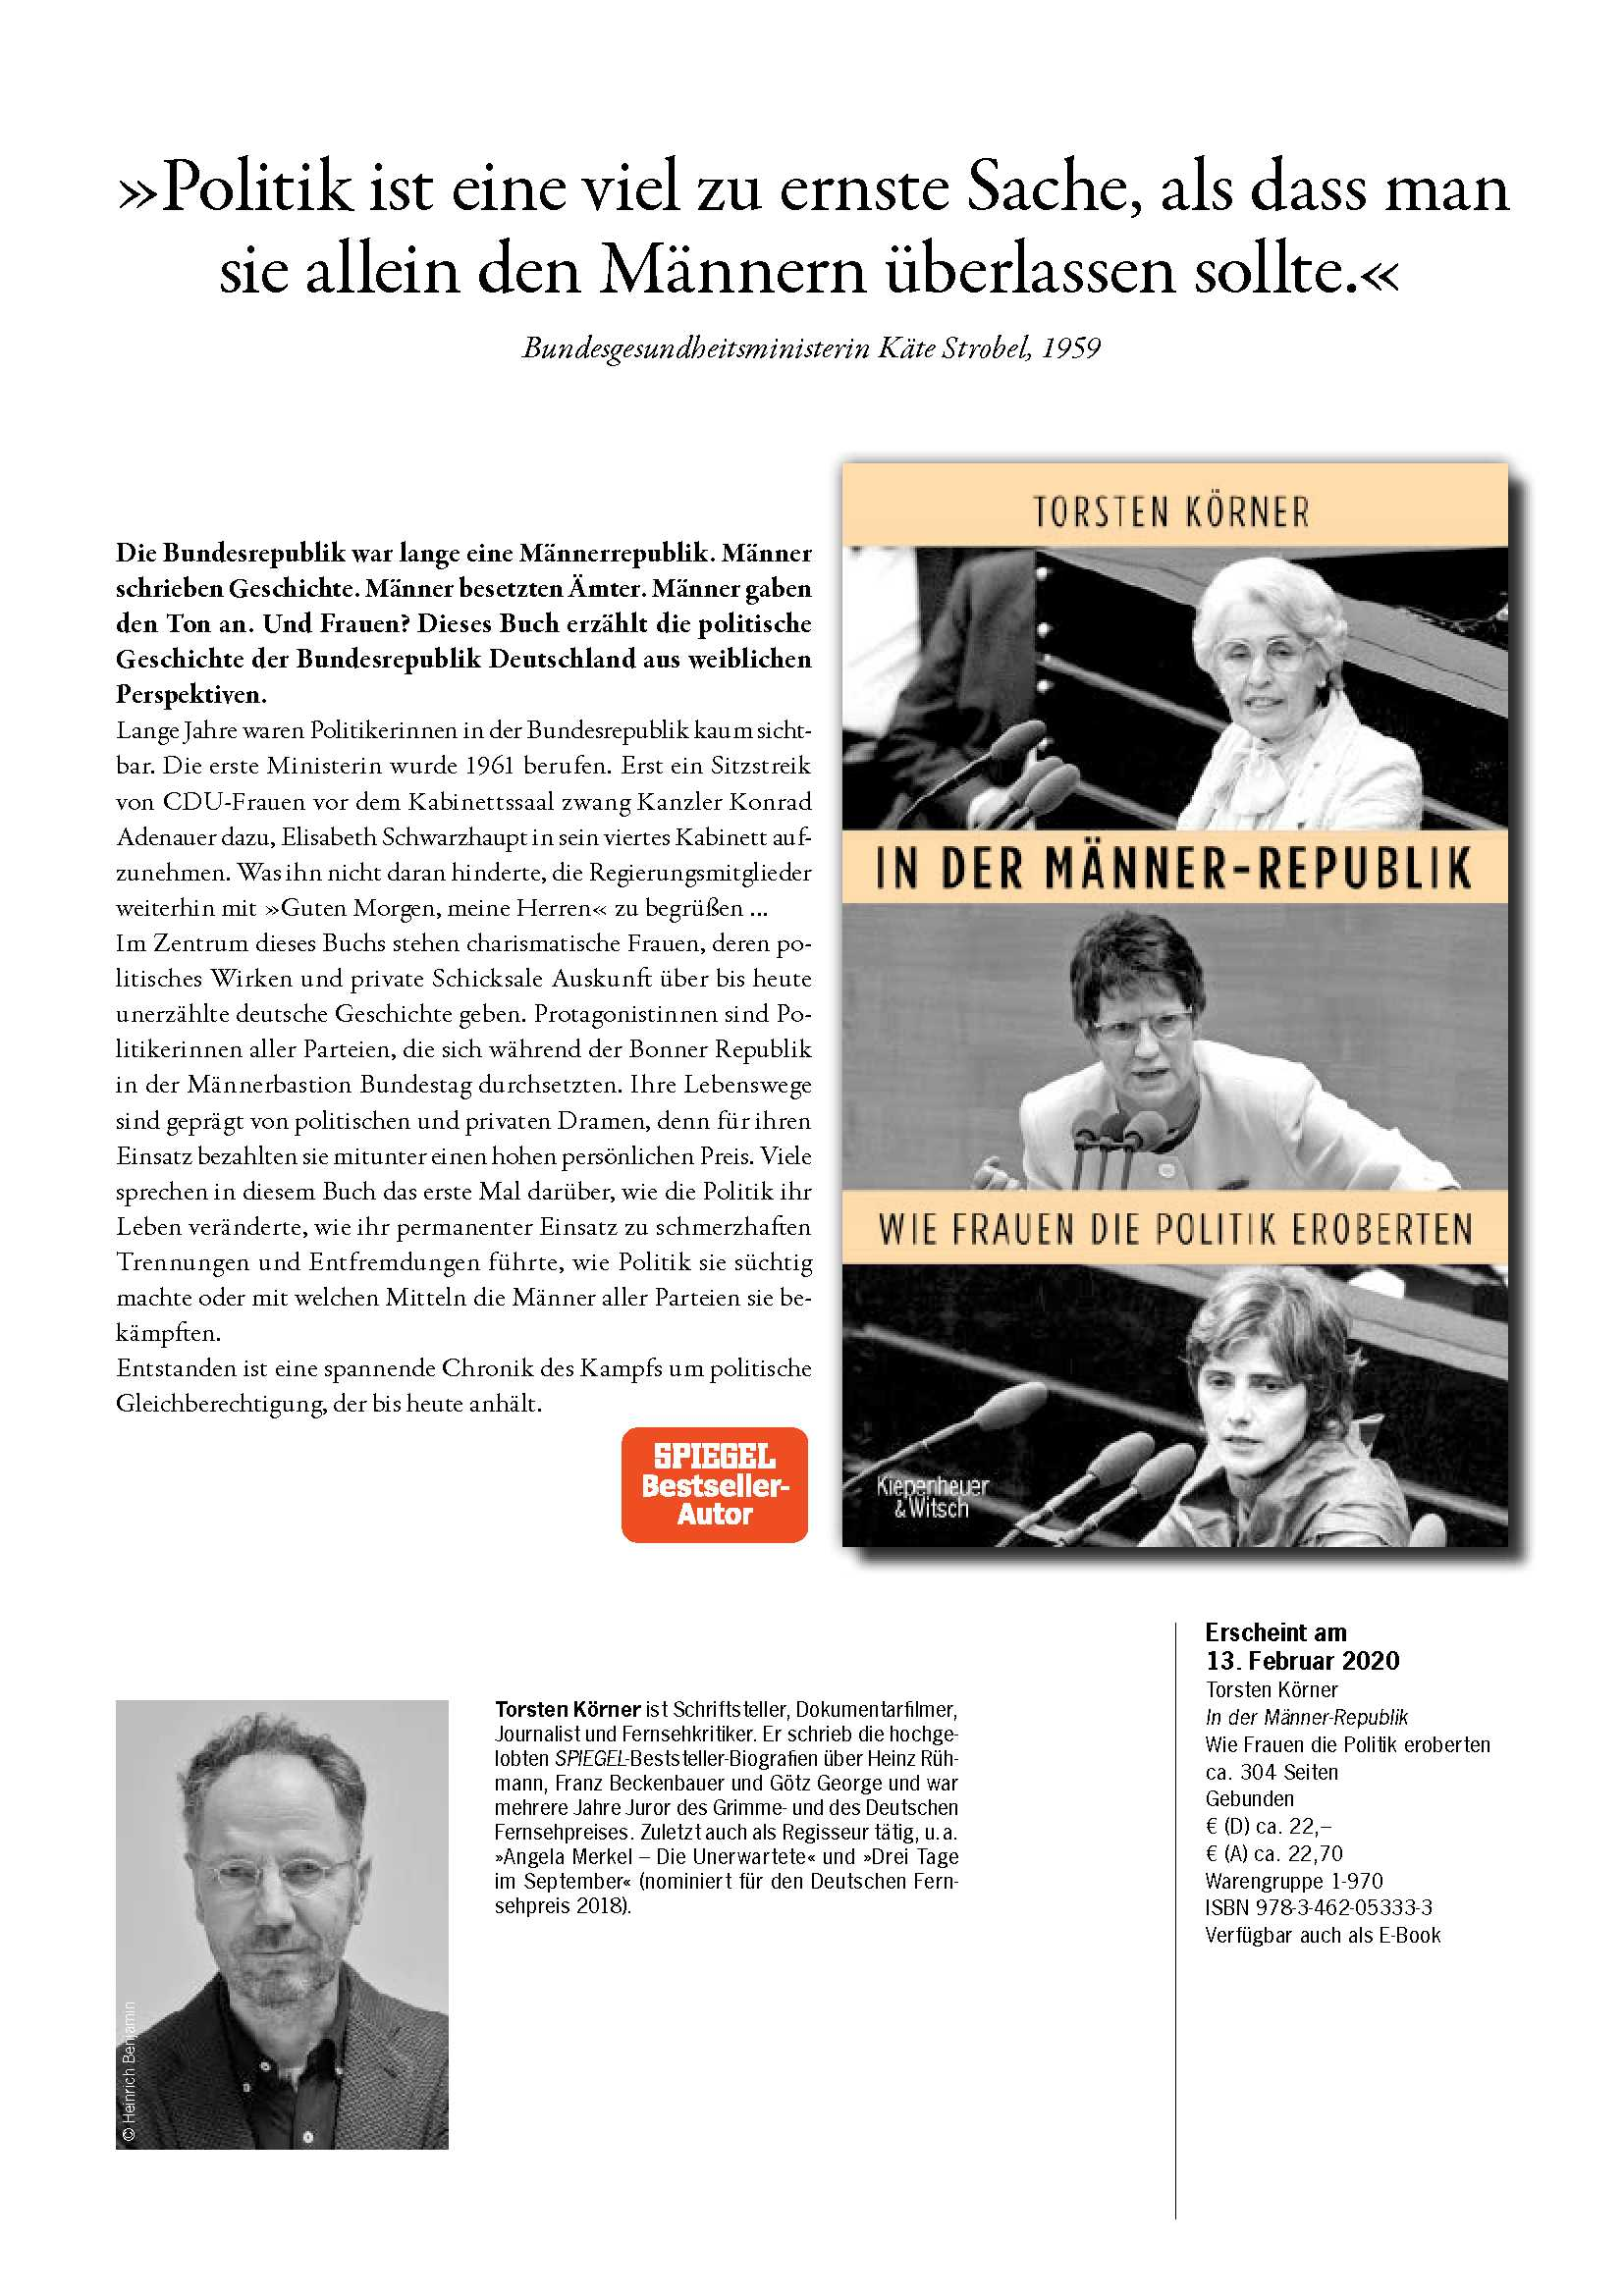 »Politik ist eine viel zu ernste Sache, als dass man
sie allein den Männern überlassen sollte.«
Bundesgesundheitsministerin Käte Strobel, 1959
Die Bundesrepublik war lange eine Männerrepublik. Männer
schrieben Geschichte. Männer besetzten Ämter. Männer gaben
den Ton an. Und Frauen? Dieses Buch erzählt die politische
Geschichte der Bundesrepublik Deutschland aus weiblichen
Perspektiven.
Lange Jahre waren Politikerinnen in der Bundesrepublik kaum sicht-
bar. Die erste Ministerin wurde 1961 berufen. Erst ein Sitzstreik
von CDU-Frauen vor dem Kabinettssaal zwang Kanzler Konrad
Adenauer dazu, Elisabeth Schwarzhaupt in sein viertes Kabinett auf-
zunehmen. Was ihn nicht daran hinderte, die Regierungsmitglieder
weiterhin mit »Guten Morgen, meine Herren« zu begrüßen ...
Im Zentrum dieses Buchs stehen charismatische Frauen, deren po-
litisches Wirken und private Schicksale Auskunft über bis heute
unerzählte deutsche Geschichte geben. Protagonistinnen sind Po-
litikerinnen aller Parteien, die sich während der Bonner Republik
in der Männerbastion Bundestag durchsetzten. Ihre Lebenswege
sind geprägt von politischen und privaten Dramen, denn für ihren
Einsatz bezahlten sie mitunter einen hohen persönlichen Preis. Viele
sprechen in diesem Buch das erste Mal darüber, wie die Politik ihr
Leben veränderte, wie ihr permanenter Einsatz zu schmerzhaften
Trennungen und Entfremdungen führte, wie Politik sie süchtig
machte oder mit welchen Mitteln die Männer aller Parteien sie be-
kämpften.
Entstanden ist eine spannende Chronik des Kampfs um politische
Gleichberechtigung, der bis heute anhält.
SPIEGEL
Bestseller-
Autor
TORSTEN KÖRNER
IN DER MÄNNER-REPUBLIK
WIE FRAUEN DIE POLITIK EROBERTEN
Kiepenheuer
& Witsch
© Heinrich Benjamin
Torsten Körner ist Schriftsteller, Dokumentarfilmer,
Journalist und Fernsehkritiker. Er schrieb die hochge-
lobten SPIEGEL-Beststeller-Biografien über Heinz Rüh-
mann, Franz Beckenbauer und Götz George und war
mehrere Jahre Juror des Grimme- und des Deutschen
Fernsehpreises. Zuletzt auch als Regisseur tätig, u. a.
»Angela Merkel – Die Unerwartete« und »Drei Tage
im September« (nominiert für den Deutschen Fern-
sehpreis 2018).
Erscheint am
13. Februar 2020
Torsten Körner
In der Männer-Republik
Wie Frauen die Politik eroberten
ca. 304 Seiten
Gebunden
€ (D) ca. 22,–
€ (A) ca. 22,70
Warengruppe 1-970
ISBN 978-3-462-05333-3
Verfügbar auch als E-Book